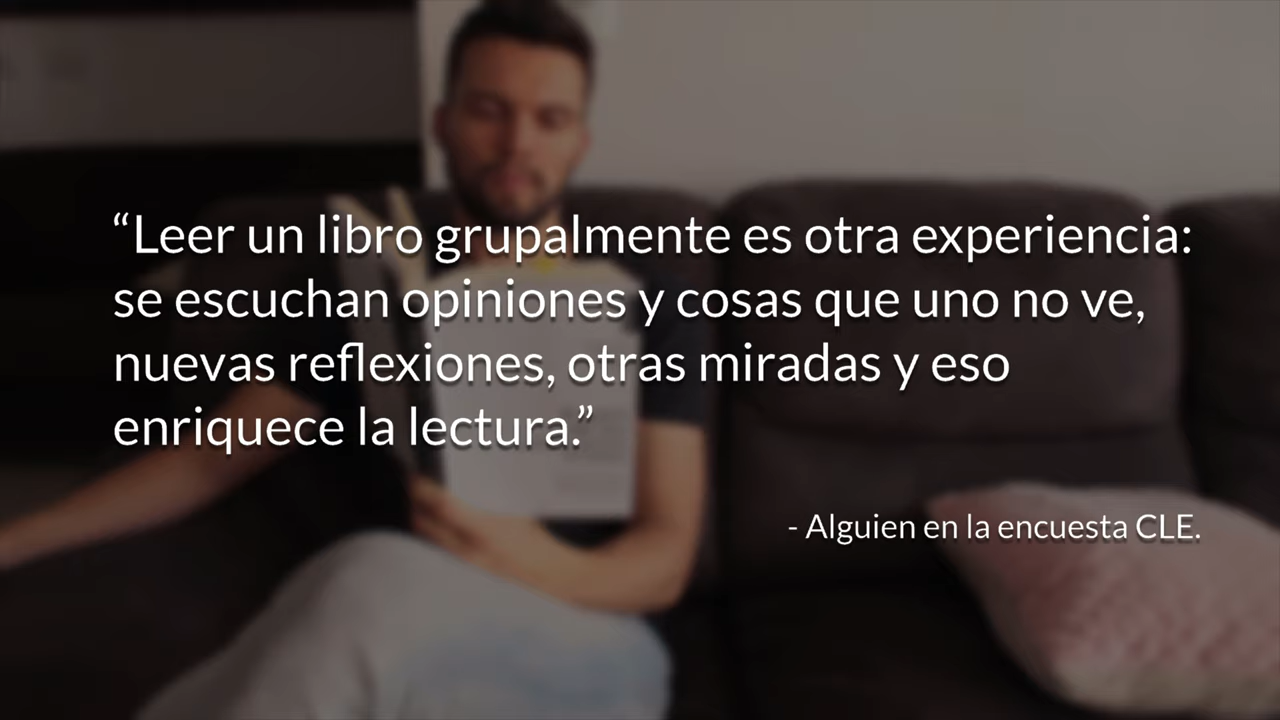 “Leer un libro grupalmente es otra experiencia:
se escuchan opiniones y cosas que uno no ve,
nuevas reflexiones, otras miradas y eso
enriquece la lectura.”
- Alguien en la encuesta CLE.